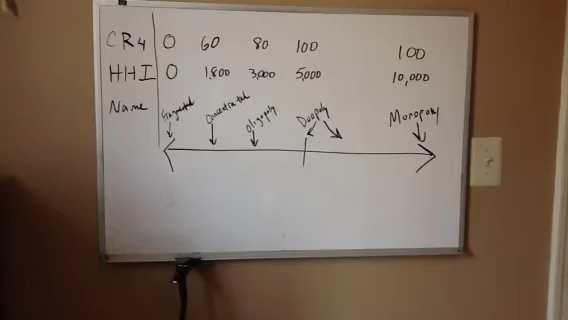 CR4 0 60 80 100 100
HHI 0 1,800 3,000 5,000 10,000
Name Fragmented Concentrated Oligopoly Duopoly Monopoly